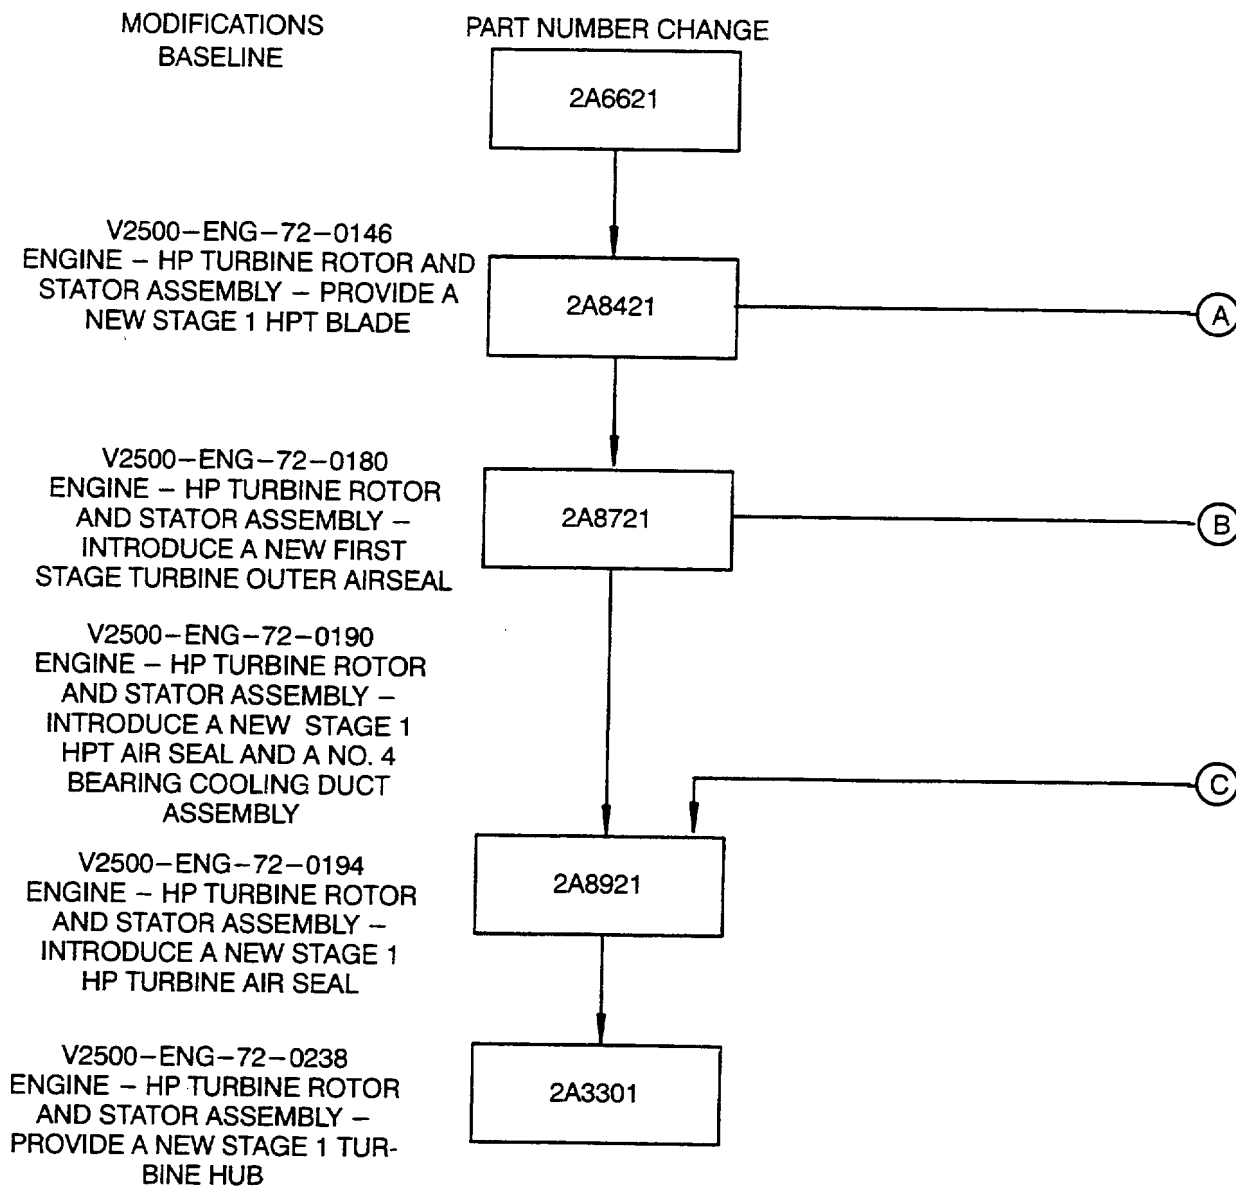 MODIFICATIONS
BASELINE
PART NUMBER CHANGE
2A6621
V2500-ENG-72-0146
ENGINE – HP TURBINE ROTOR AND
STATOR ASSEMBLY – PROVIDE A
NEW STAGE 1 HPT BLADE
2A8421
A
V2500-ENG-72-0180
ENGINE – HP TURBINE ROTOR
AND STATOR ASSEMBLY –
INTRODUCE A NEW FIRST
STAGE TURBINE OUTER AIRSEAL
2A8721
B
V2500-ENG-72-0190
ENGINE – HP TURBINE ROTOR
AND STATOR ASSEMBLY –
INTRODUCE A NEW STAGE 1
HPT AIR SEAL AND A NO. 4
BEARING COOLING DUCT
ASSEMBLY
C
V2500-ENG-72-0194
ENGINE – HP TURBINE ROTOR
AND STATOR ASSEMBLY –
INTRODUCE A NEW STAGE 1
HP TURBINE AIR SEAL
2A8921
V2500-ENG-72-0238
ENGINE – HP TURBINE ROTOR
AND STATOR ASSEMBLY –
PROVIDE A NEW STAGE 1 TUR-
BINE HUB
2A3301